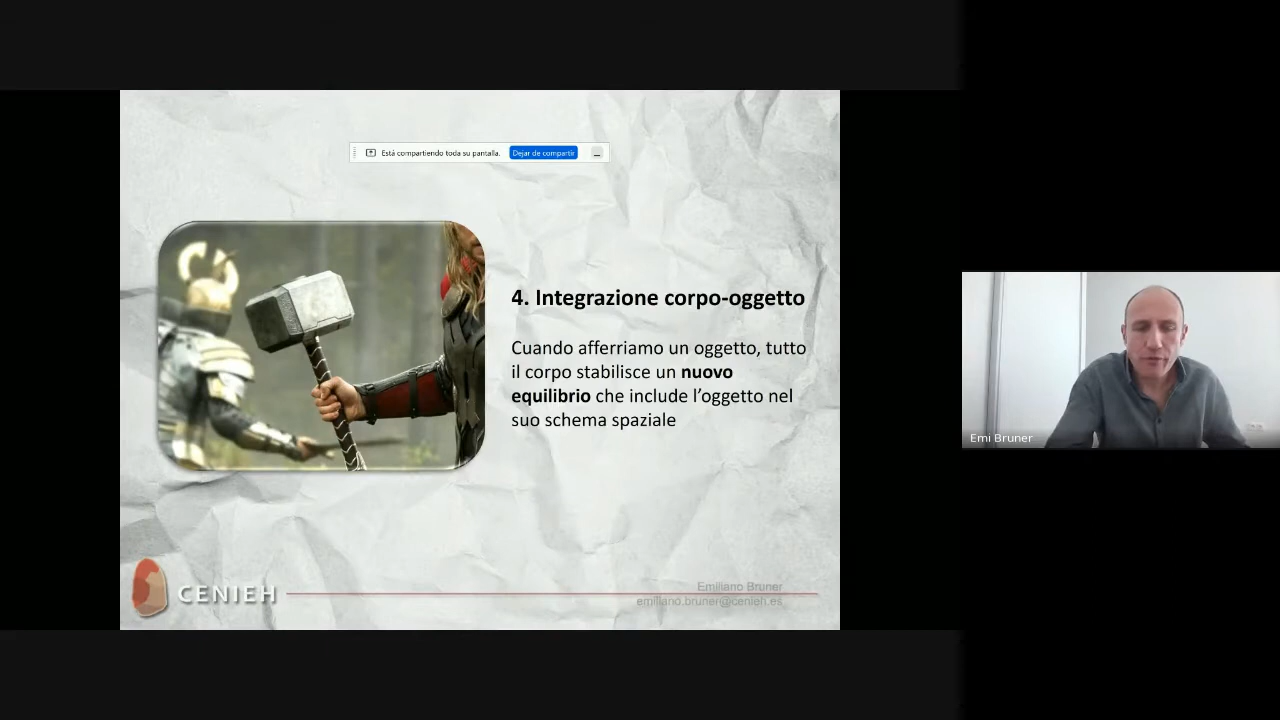 Está compartiendo toda su pantalla. Dejar de compartir
4. Integrazione corpo-oggetto
Cuando afferriamo un oggetto, tutto
il corpo stabilisce un nuovo
equilibrio che include l'oggetto nel
suo schema spaziale
Emi Bruner
CENIEH
Emiliano Bruner
emiliano.bruner@cenieh.es